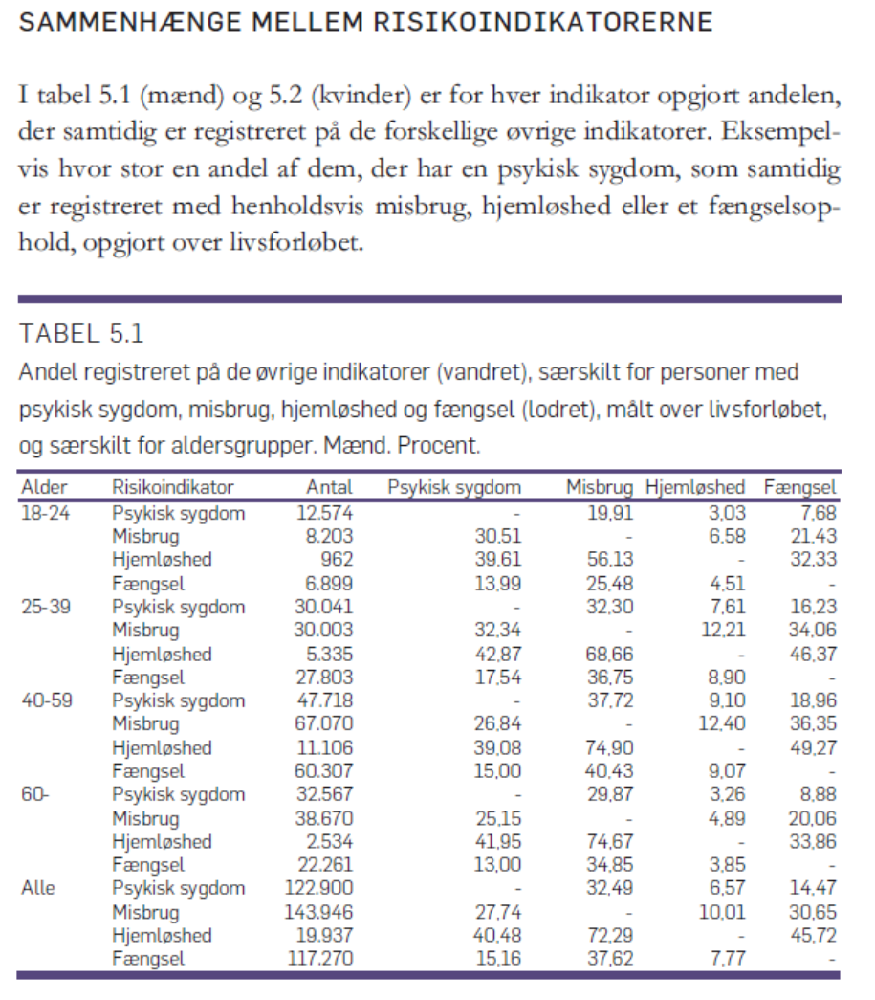 SAMMENHÆNGE MELLEM RISIKOINDIKATORERNE
I tabel 5.1 (mænd) og 5.2 (kvinder) er for hver indikator opgjort andelen,
der samtidig er registreret på de forskellige øvrige indikatorer. Eksempel-
vis hvor stor en andel af dem, der har en psykisk sygdom, som samtidig
er registreret med henholdsvis misbrug, hjemløshed eller et fængselsop-
hold, opgjort over livsforløbet.
TABEL 5.1
Andel registreret på de øvrige indikatorer (vandret), særskilt for personer med
psykisk sygdom, misbrug, hjemløshed og fængsel (lodret), målt over livsforløbet,
og særskilt for aldersgrupper. Mænd. Procent.
Alder Risikoindikator Antal Psykisk sygdom Misbrug Hjemløshed Fængsel
18-24 Psykisk sygdom 12.574 - 19,91 3,03 7,68
Misbrug 8.203 30,51 - 6,58 21,43
Hjemløshed 962 39,61 56,13 - 32,33
Fængsel 6.899 13,99 25,48 4,51 -
25-39 Psykisk sygdom 30.041 - 32,30 7,61 16,23
Misbrug 30.003 32,34 - 12,21 34,06
Hjemløshed 5.335 42,87 68,66 - 46,37
Fængsel 27.803 17,54 36,75 8,90 -
40-59 Psykisk sygdom 47.718 - 37,72 9,10 18,96
Misbrug 67.070 26,84 - 12,40 36,35
Hjemløshed 11.106 39,08 74,90 - 49,27
Fængsel 60.307 15,00 40,43 9,07 -
60- Psykisk sygdom 32.567 - 29,87 3,26 8,88
Misbrug 38.670 25,15 - 4,89 20,06
Hjemløshed 2.534 41,95 74,67 - 33,86
Fængsel 22.261 13,00 34,85 3,85 -
Alle Psykisk sygdom 122.900 - 32,49 6,57 14,47
Misbrug 143.946 27,74 - 10,01 30,65
Hjemløshed 19.937 40,48 72,29 - 45,72
Fængsel 117.270 15,16 37,62 7,77 -